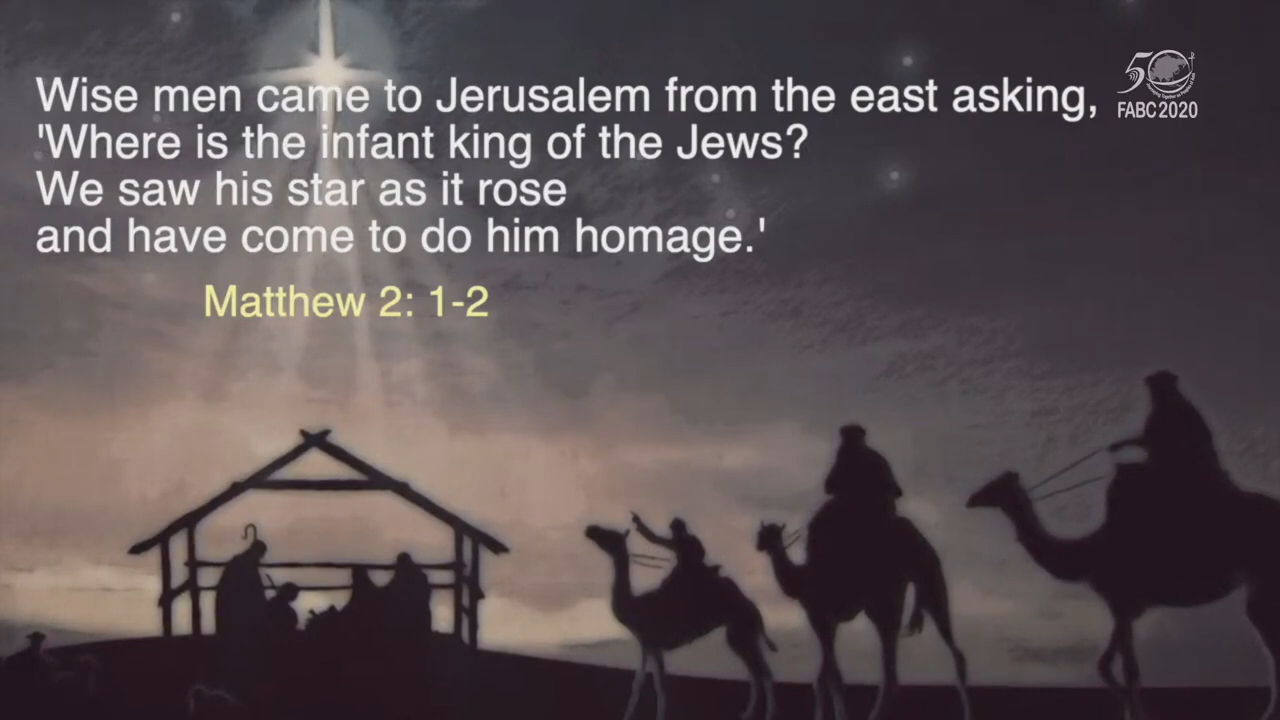 Wise men came to Jerusalem from the east asking,
'Where is the infant king of the Jews?
We saw his star as it rose
and have come to do him homage.'
Matthew 2: 1-2
50
FABC 2020